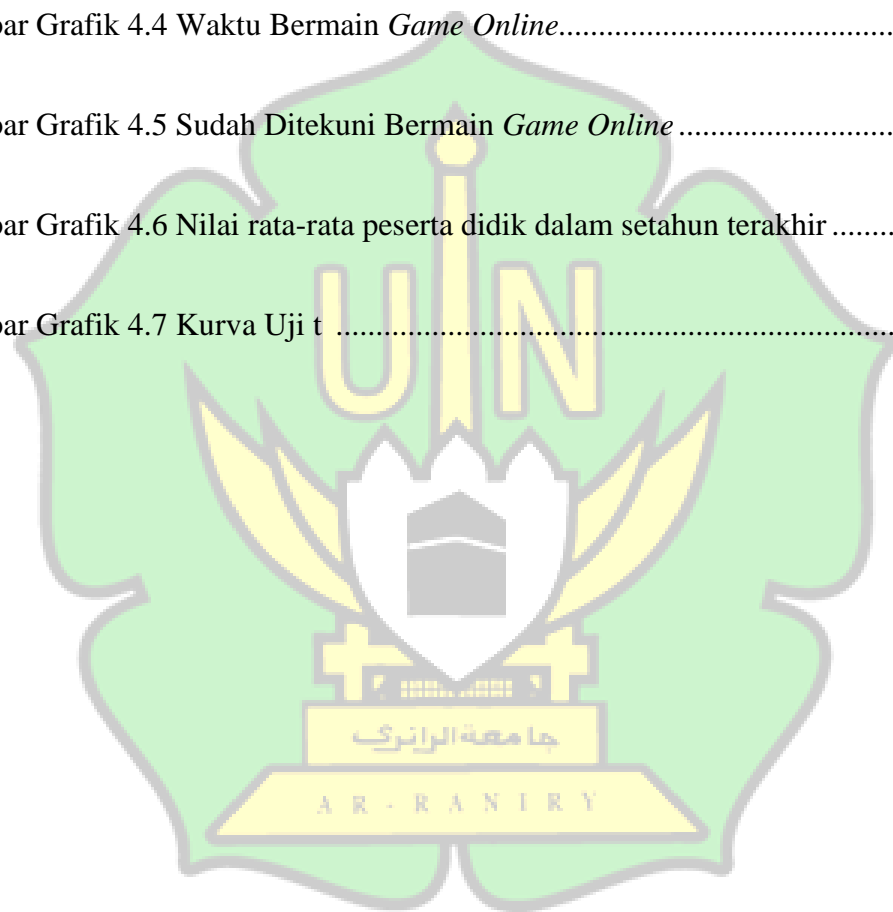 bar Grafik 4.4 Waktu Bermain Game Online........................................
bar Grafik 4.5 Sudah Ditekuni Bermain Game Online ............................
bar Grafik 4.6 Nilai rata-rata peserta didik dalam setahun terakhir ........
bar Grafik 4.7 Kurva Uji t .....................................................................
UIN
جامعة الرانري
AR-RANIRY